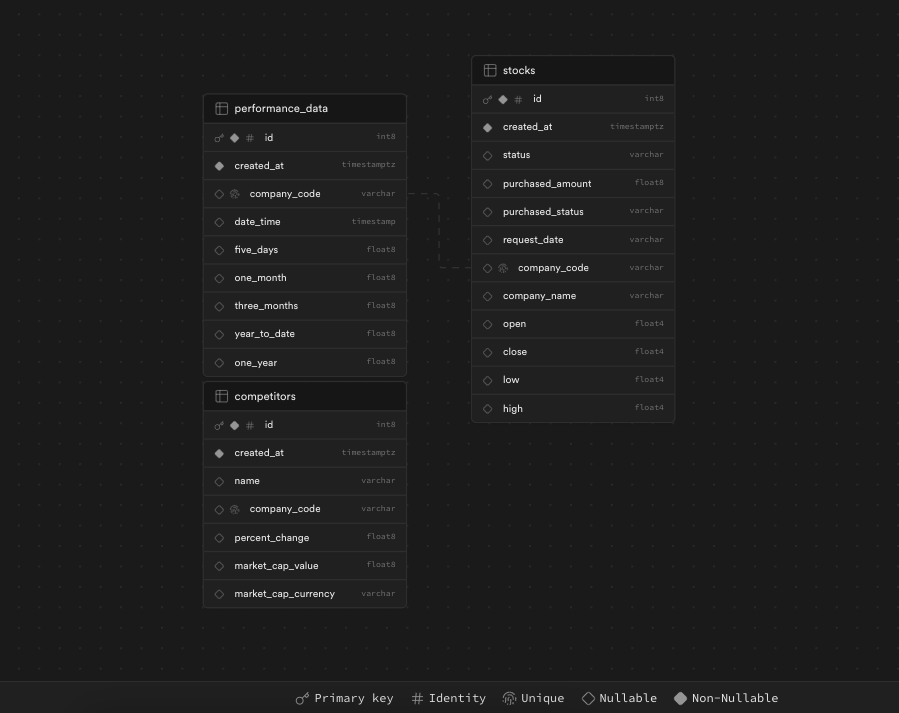 performance_data
# id int8
created_at timestamptz
company_code varchar
date_time timestamp
five_days float8
one_month float8
three_months float8
year_to_date float8
one_year float8
competitors
# id int8
created_at timestamptz
name varchar
company_code varchar
percent_change float8
market_cap_value float8
market_cap_currency varchar
stocks
# id int8
created_at timestamptz
status varchar
purchased_amount float8
purchased_status varchar
request_date varchar
company_code varchar
company_name varchar
open float4
close float4
low float4
high float4
Primary key # Identity Unique Nullable Non-Nullable